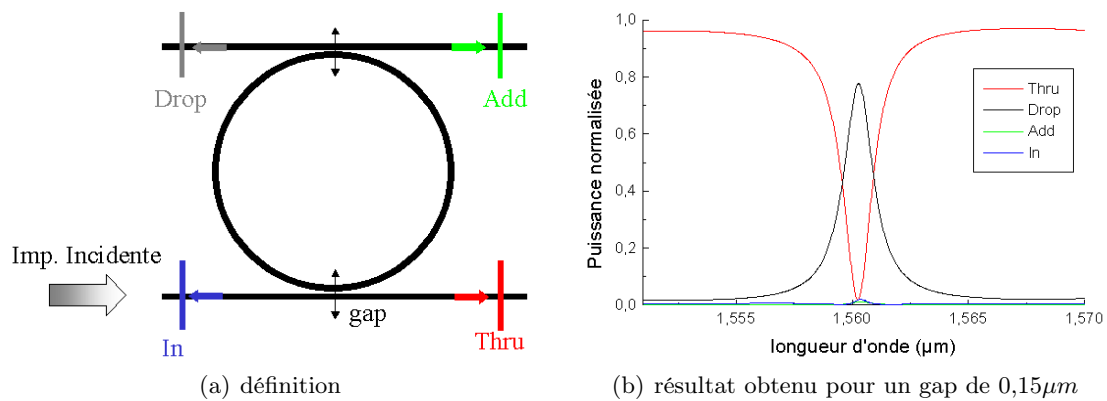 Drop
Add
Imp. Incidente
gap
In
Thru
(a) définition
Puissance normalisée
1,0
0,8
0,6
0,4
0,2
0,0
Thru
Drop
Add
In
1,555
1,560
1,565
1,570
longueur d'onde (µm)
(b) résultat obtenu pour un gap de 0,15µm